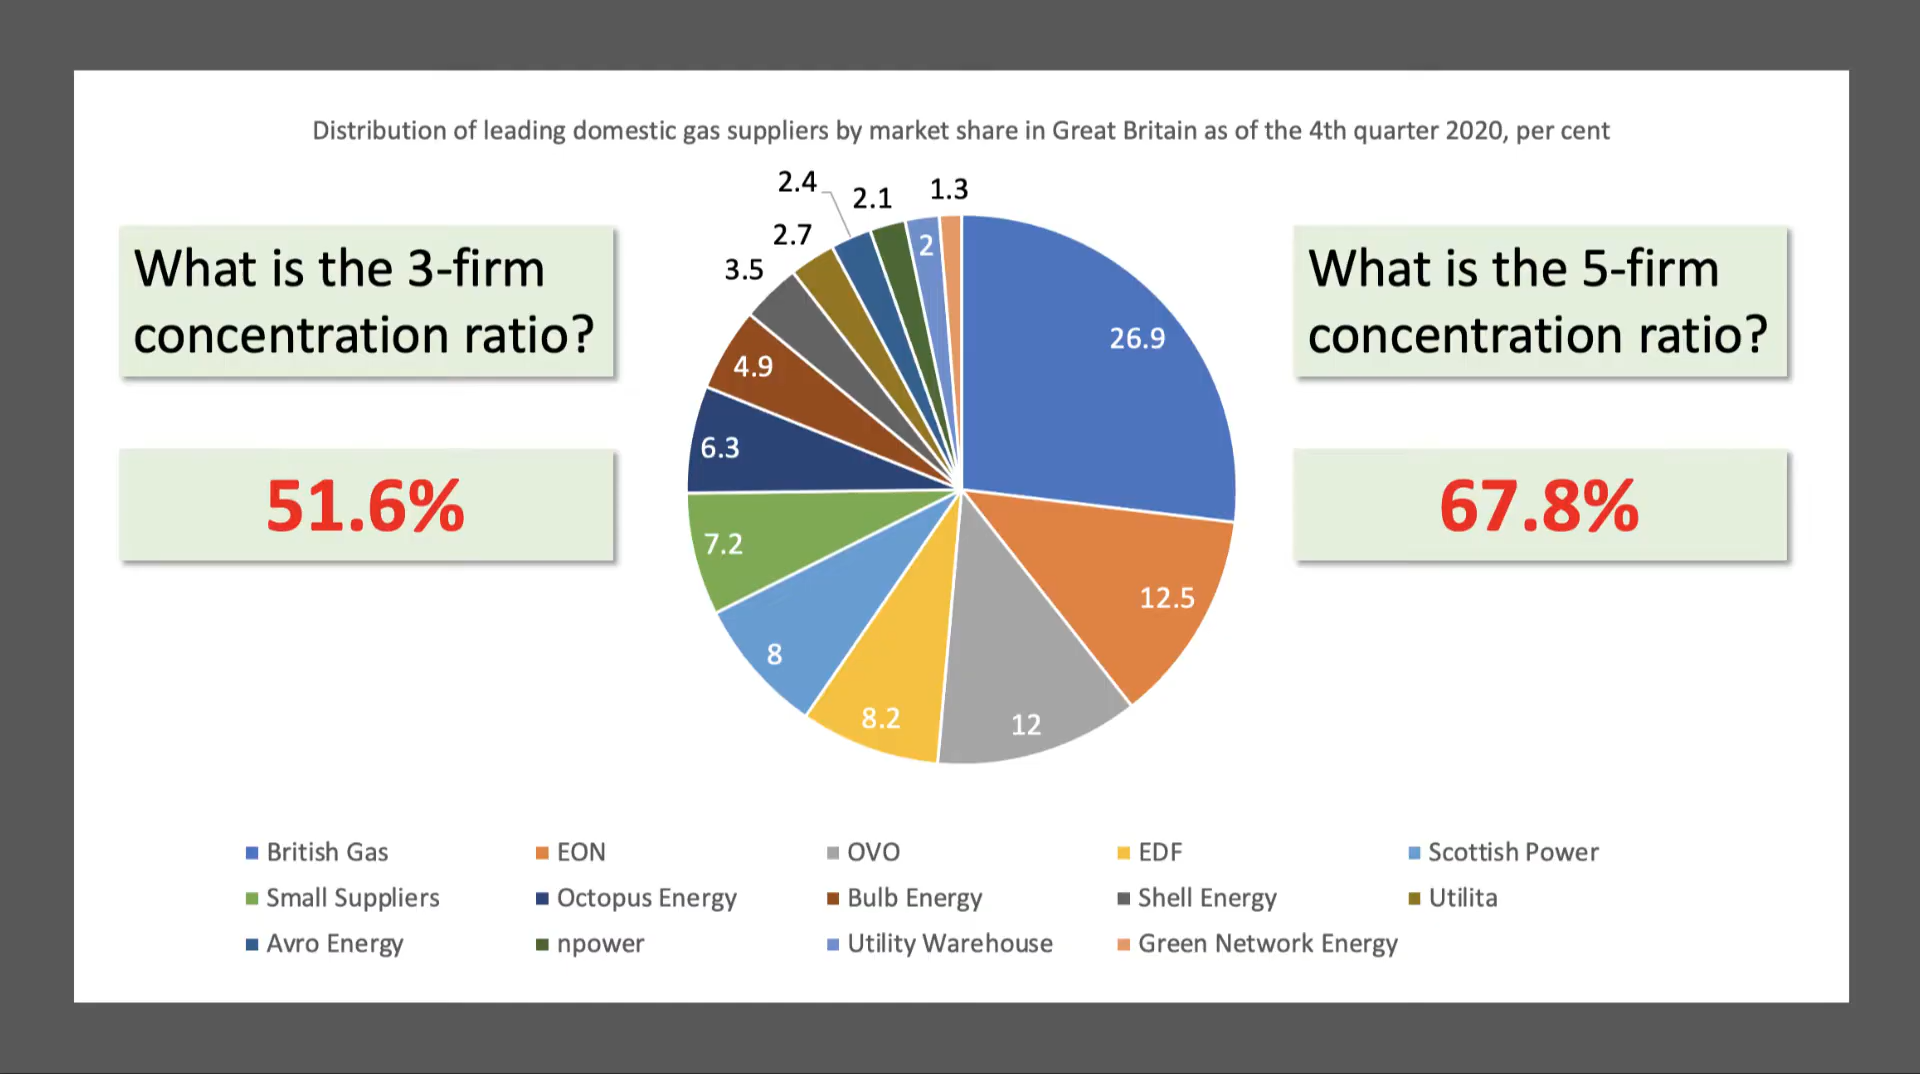 Distribution of leading domestic gas suppliers by market share in Great Britain as of the 4th quarter 2020, per cent
What is the 3-firm
concentration ratio?
51.6%
2.4
2.1
1.3
2.7
2
3.5
26.9
4.9
6.3
7.2
12.5
8
8.2
12
What is the 5-firm
concentration ratio?
67.8%
British Gas
EON
OVO
EDF
Scottish Power
Small Suppliers
Octopus Energy
Bulb Energy
Shell Energy
Utilita
Avro Energy
npower
Utility Warehouse
Green Network Energy